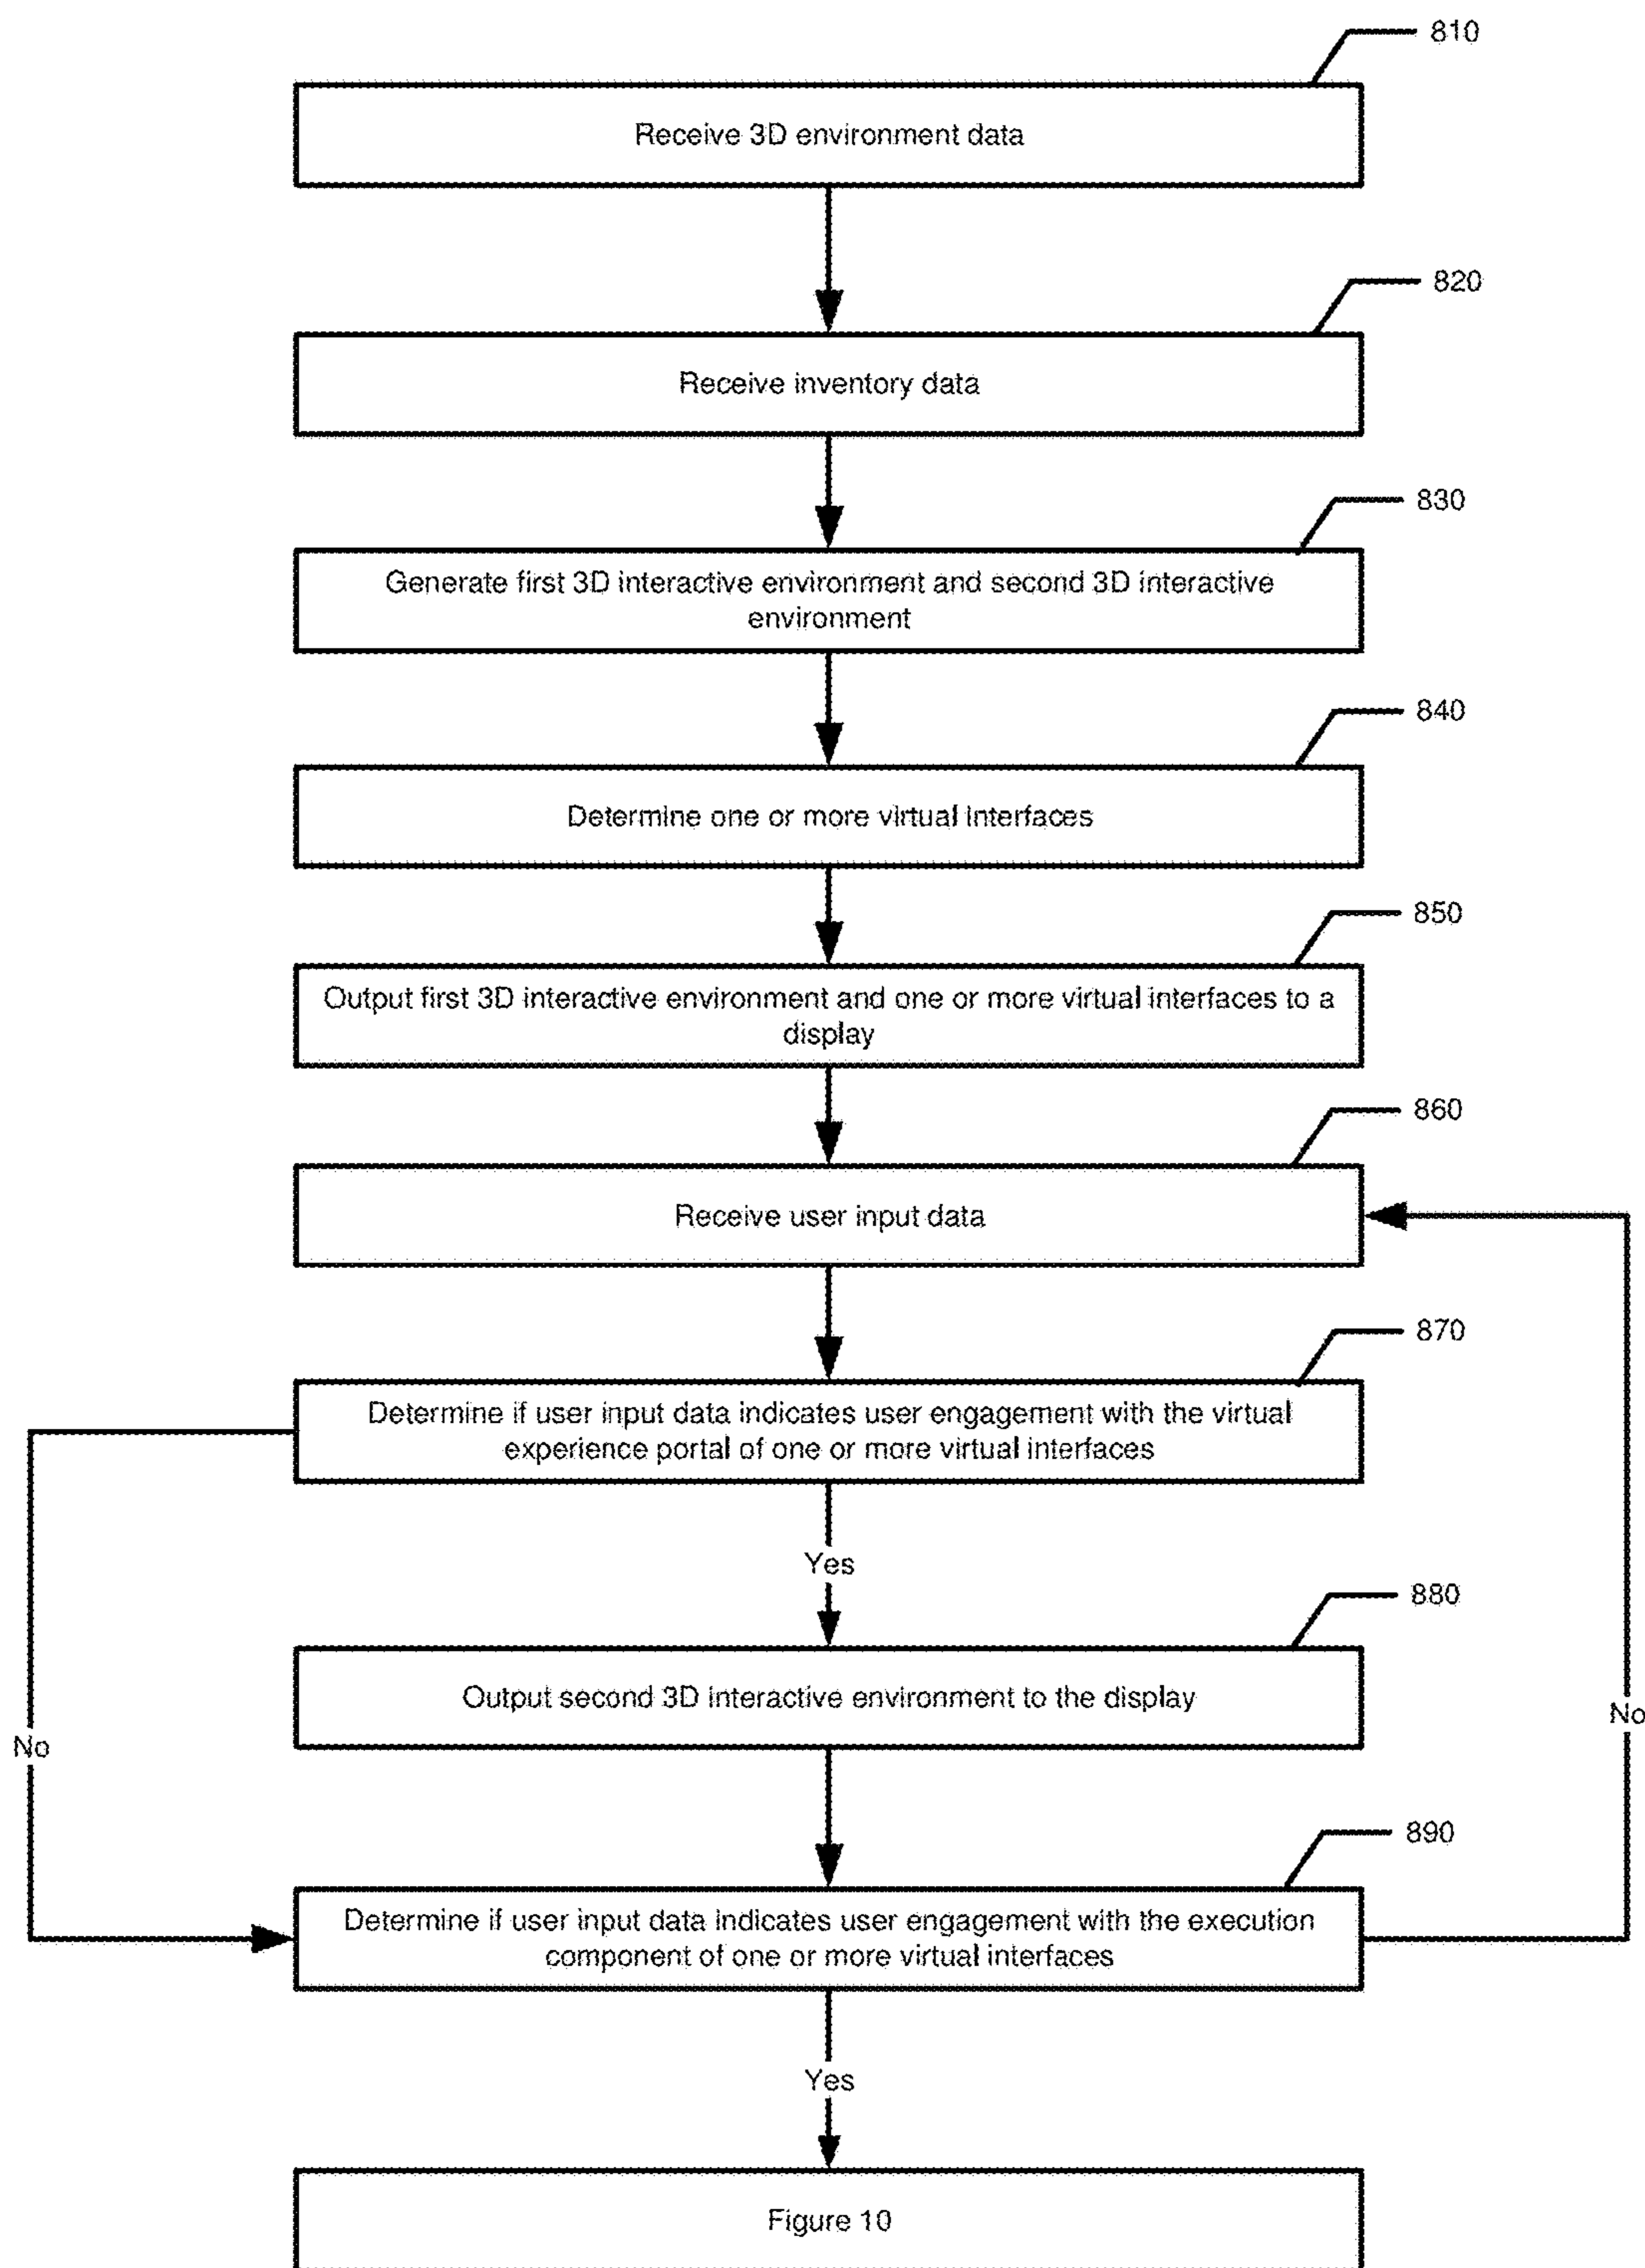 810
Receive 3D environment data
820
Receive inventory data
830
Generate first 3D interactive environment and second 3D interactive
environment
840
Determine one or more virtual interfaces
850
Output first 3D interactive environment and one or more virtual interfaces to a
display
860
Receive user input data
870
Determine if user input data indicates user engagement with the virtual
experience portal of one or more virtual interfaces
Yes
880
Output second 3D interactive environment to the display
No
No
890
Determine if user input data indicates user engagement with the execution
component of one or more virtual interfaces
Yes
Figure 10